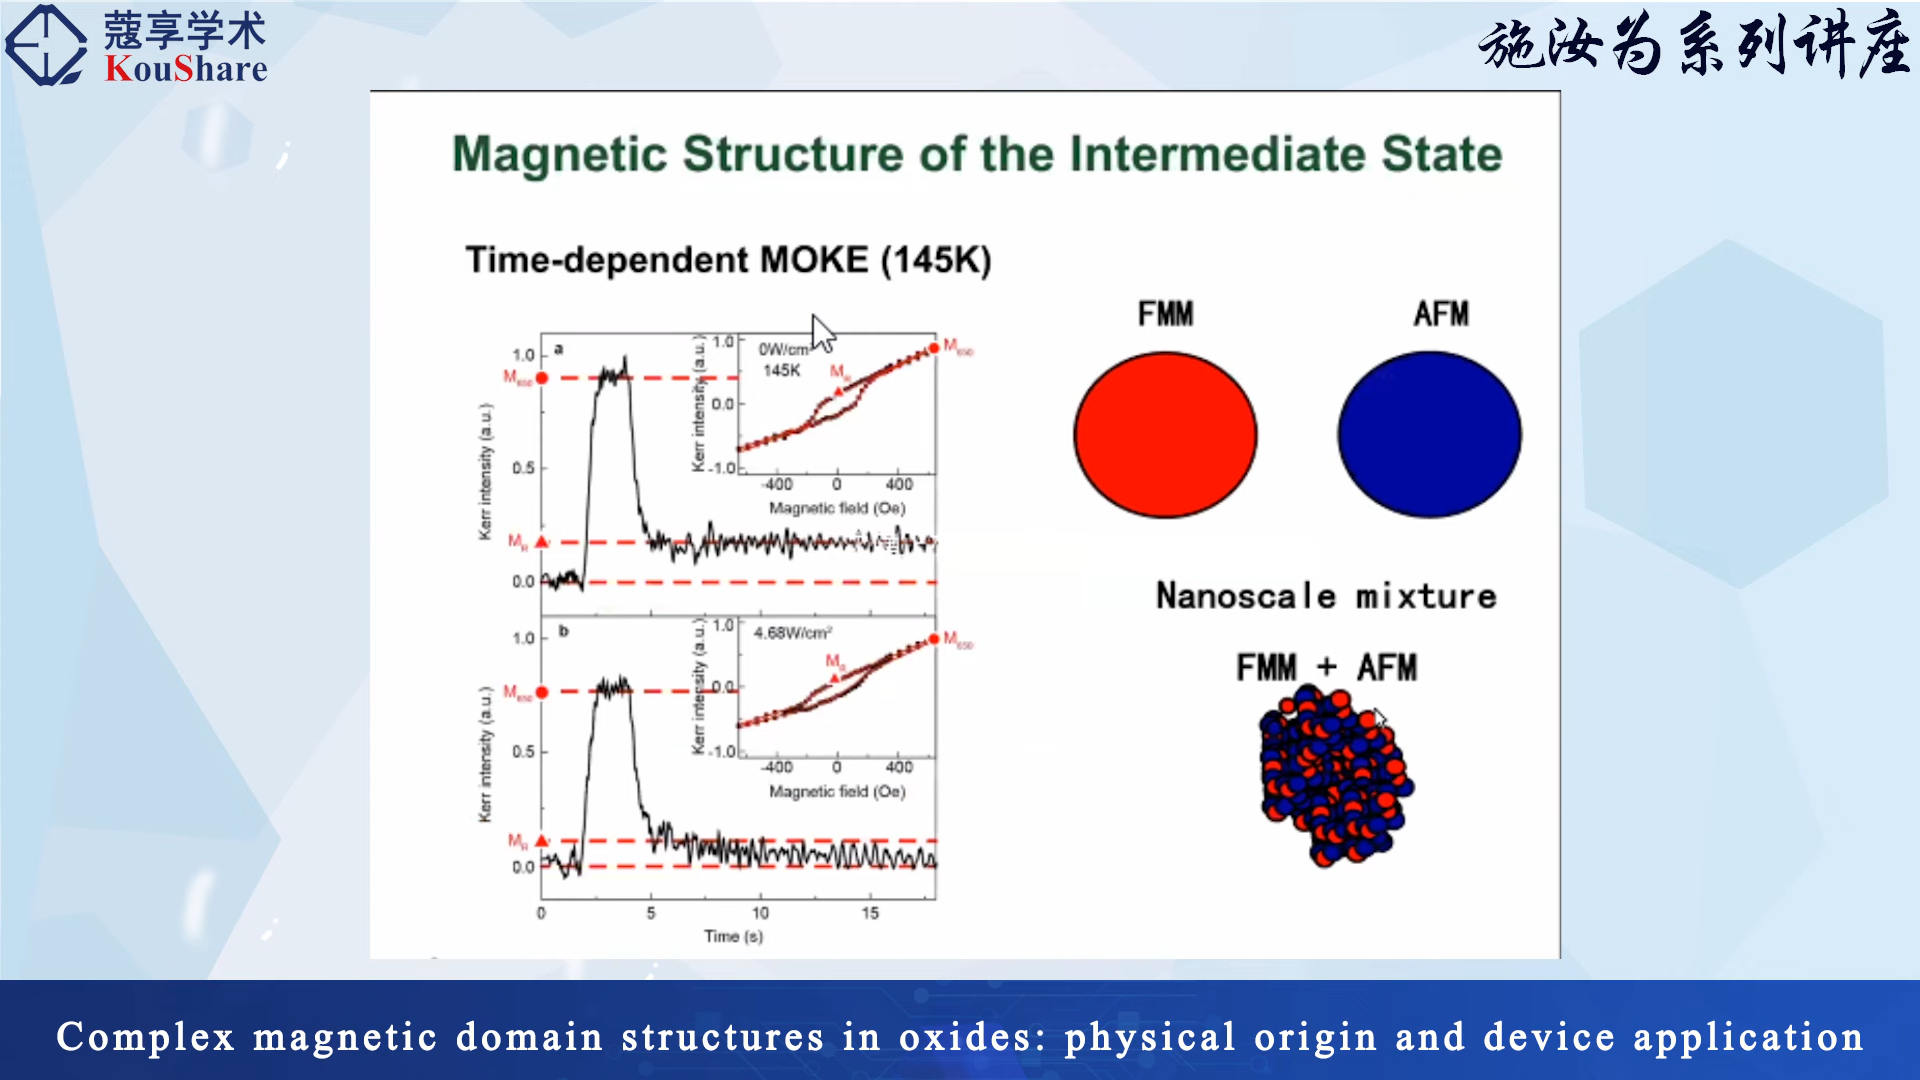 蔻享学术
KouShare
施汝为系列讲座
Magnetic Structure of the Intermediate State
Time-dependent MOKE (145K)
a
0W/cm²
145K
M650
MR
M650
MR
1.0
0.5
0.0
Kerr intensity (a.u.)
1.0
0.0
-1.0
Kerr intensity (a.u.)
-400 0 400
Magnetic field (Oe)
b
4.68W/cm²
M650
MR
M650
MR
1.0
0.5
0.0
Kerr intensity (a.u.)
1.0
0.0
-1.0
Kerr intensity (a.u.)
-400 0 400
Magnetic field (Oe)
0 5 10 15
Time (s)
FMM AFM
Nanoscale mixture
FMM + AFM
Complex magnetic domain structures in oxides: physical origin and device application